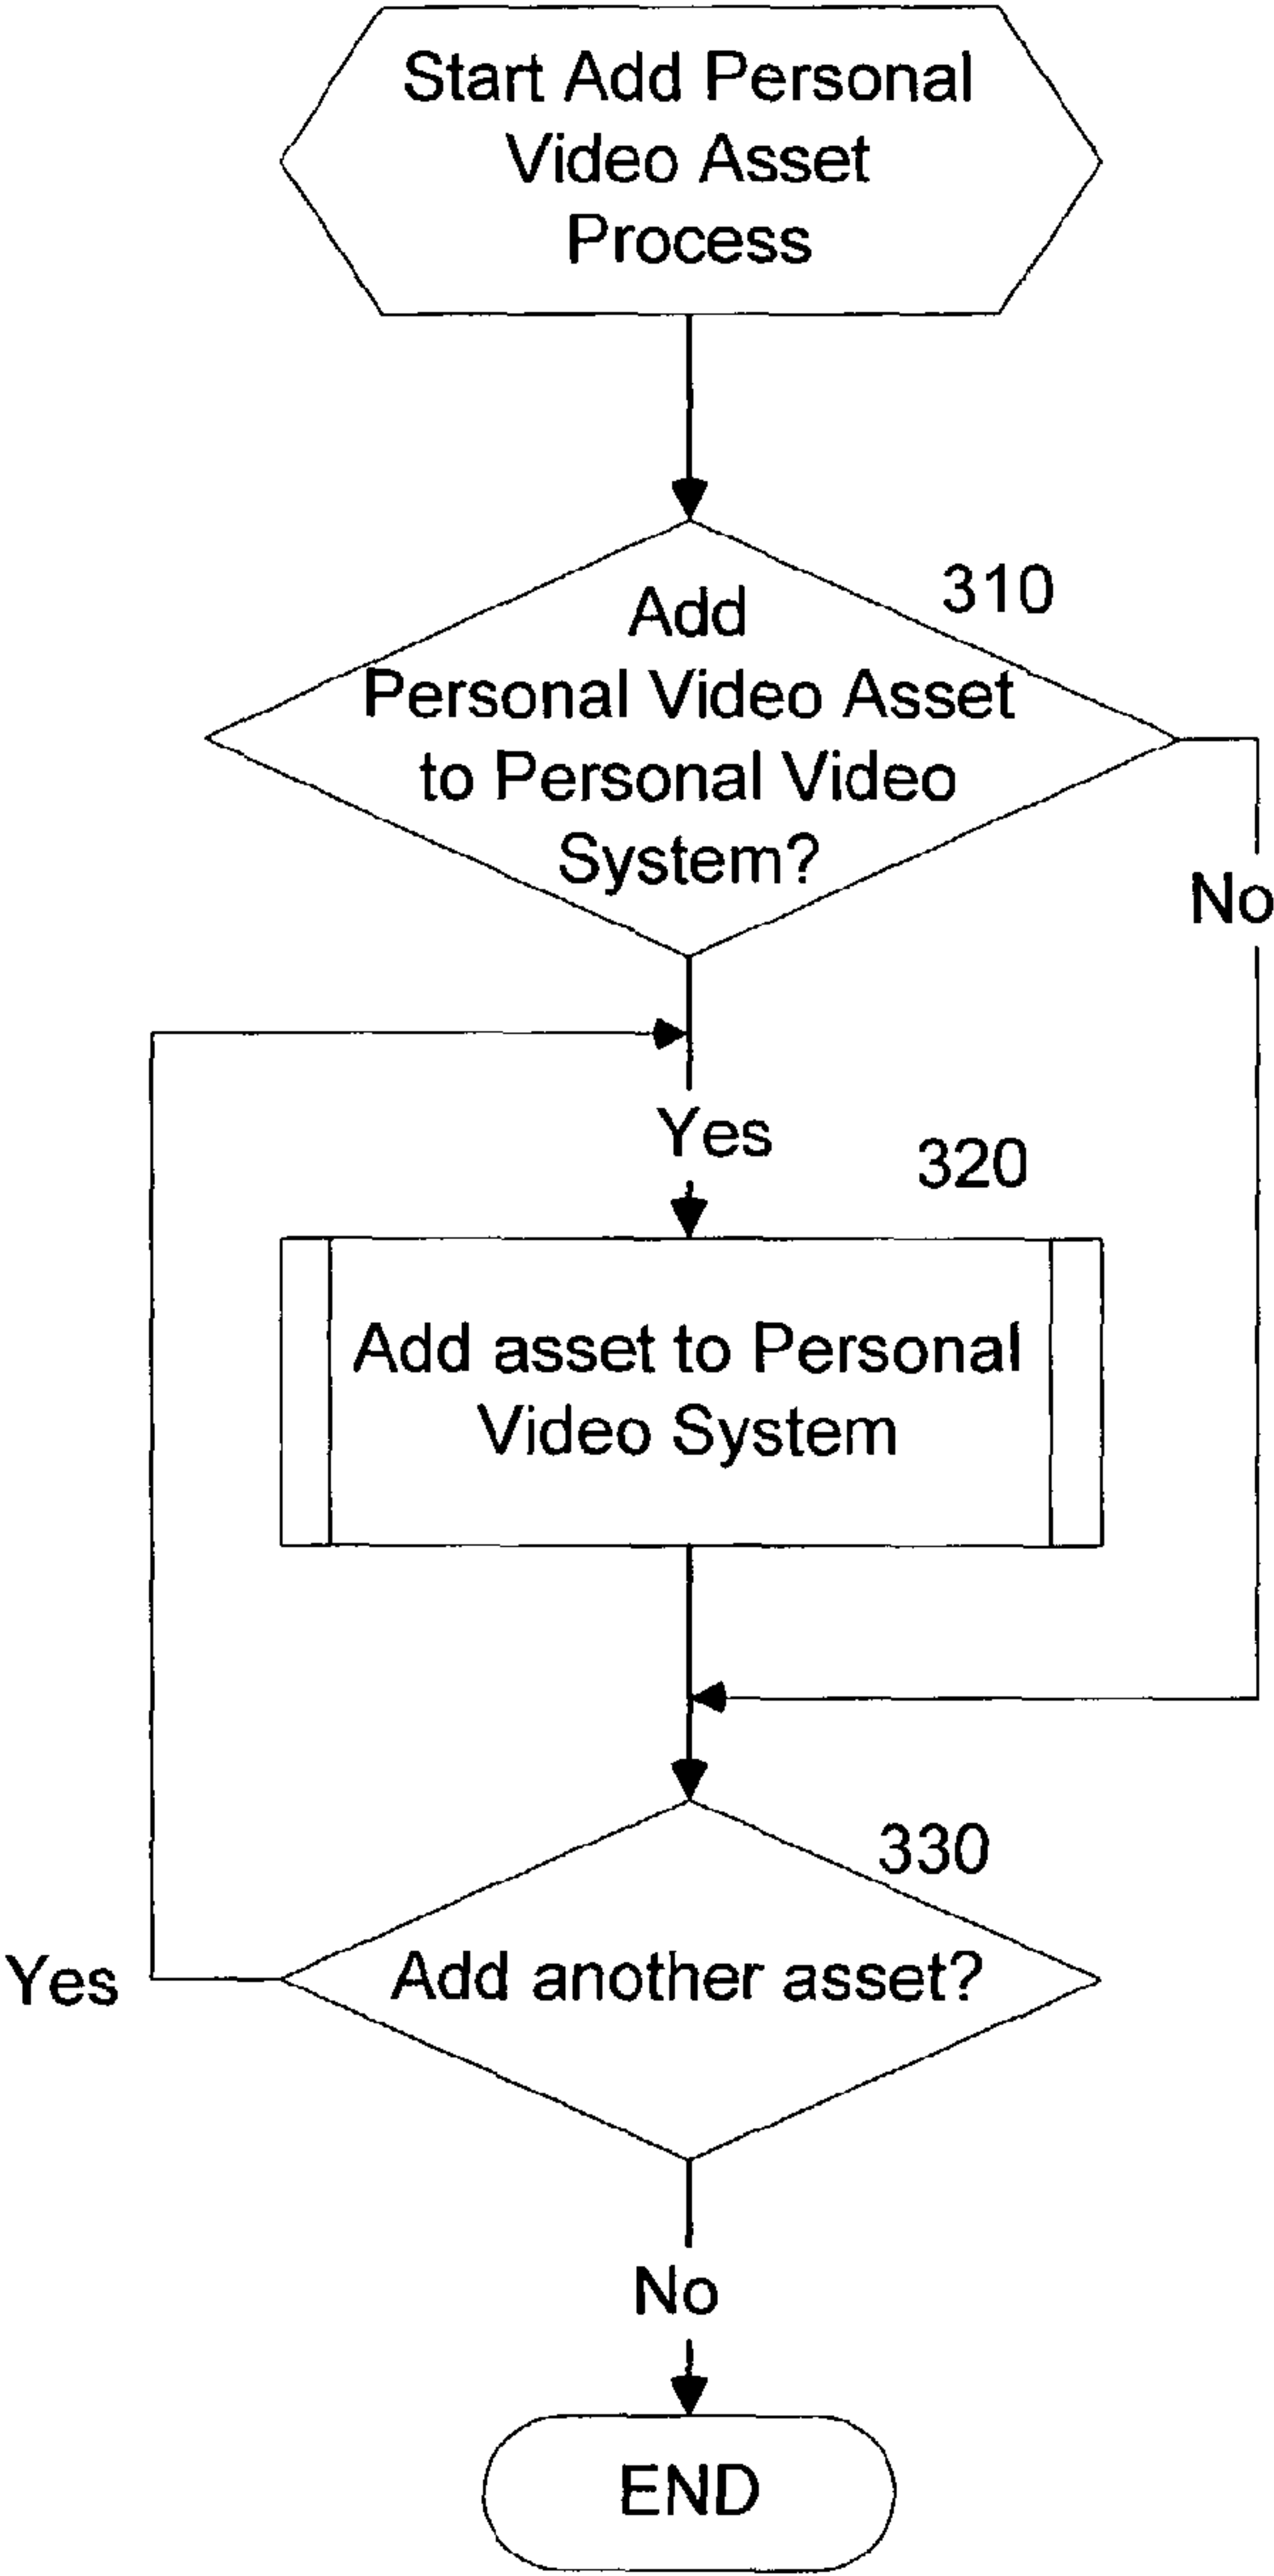 Start Add Personal
Video Asset
Process
310
Add
Personal Video Asset
to Personal Video
System?
No
Yes
320
Add asset to Personal
Video System
330
Add another asset?
Yes
No
END